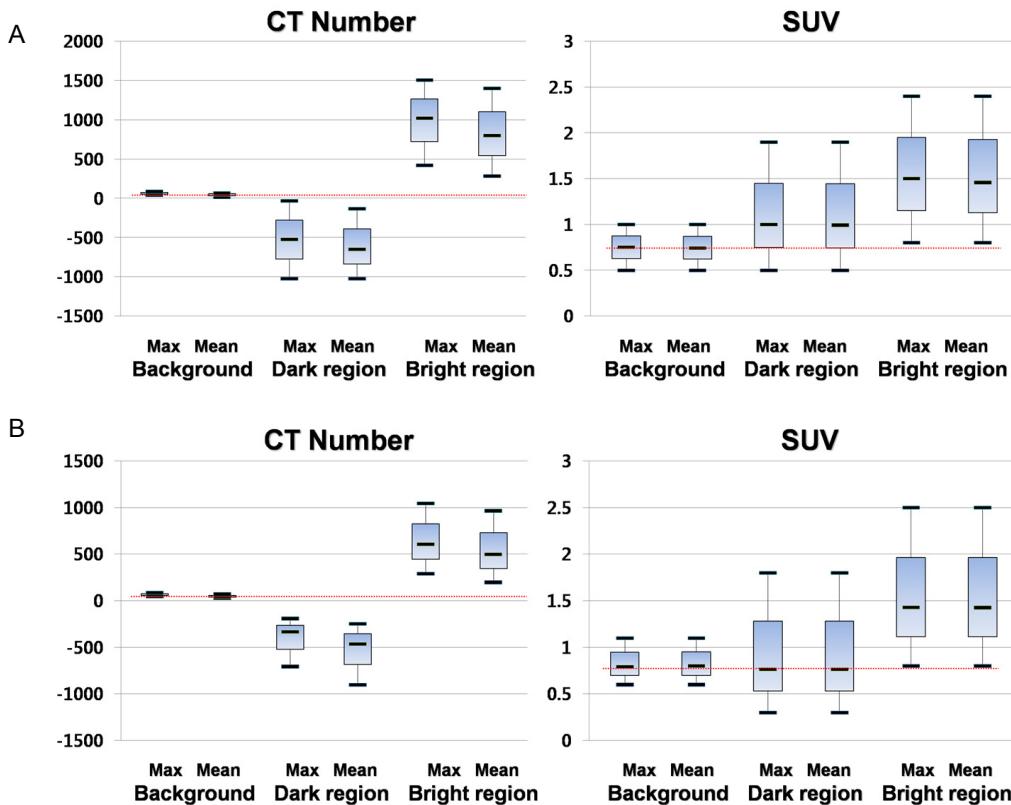 A
CT Number
2000
1500
1000
500
0
-500
-1000
-1500
Max Mean Max Mean Max Mean
Background Dark region Bright region
SUV
3
2.5
2
1.5
1
0.5
0
Max Mean Max Mean Max Mean
Background Dark region Bright region
B
CT Number
1500
1000
500
0
-500
-1000
-1500
Max Mean Max Mean Max Mean
Background Dark region Bright region
SUV
3
2.5
2
1.5
1
0.5
0
Max Mean Max Mean Max Mean
Background Dark region Bright region